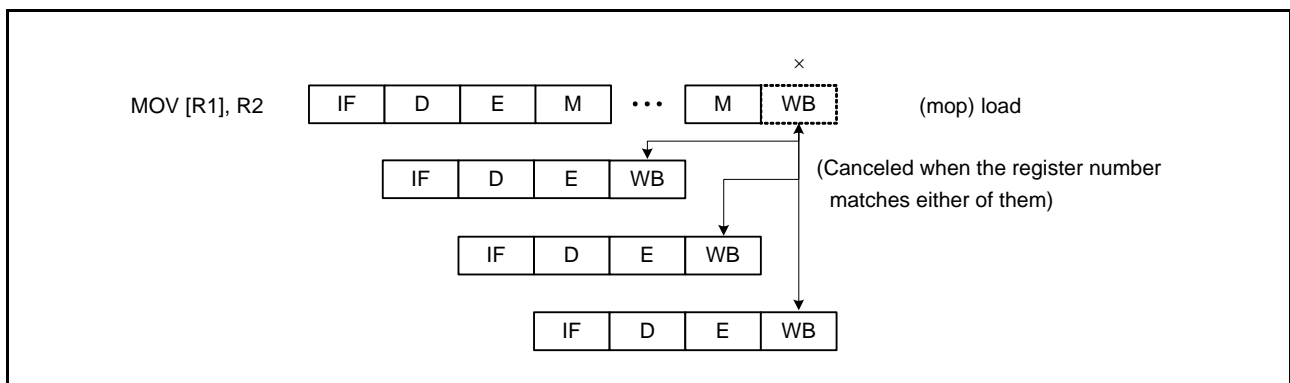 ×
MOV [R1], R2 IF D E M ••• M WB (mop) load
IF D E WB (Canceled when the register number
matches either of them)
IF D E WB
IF D E WB